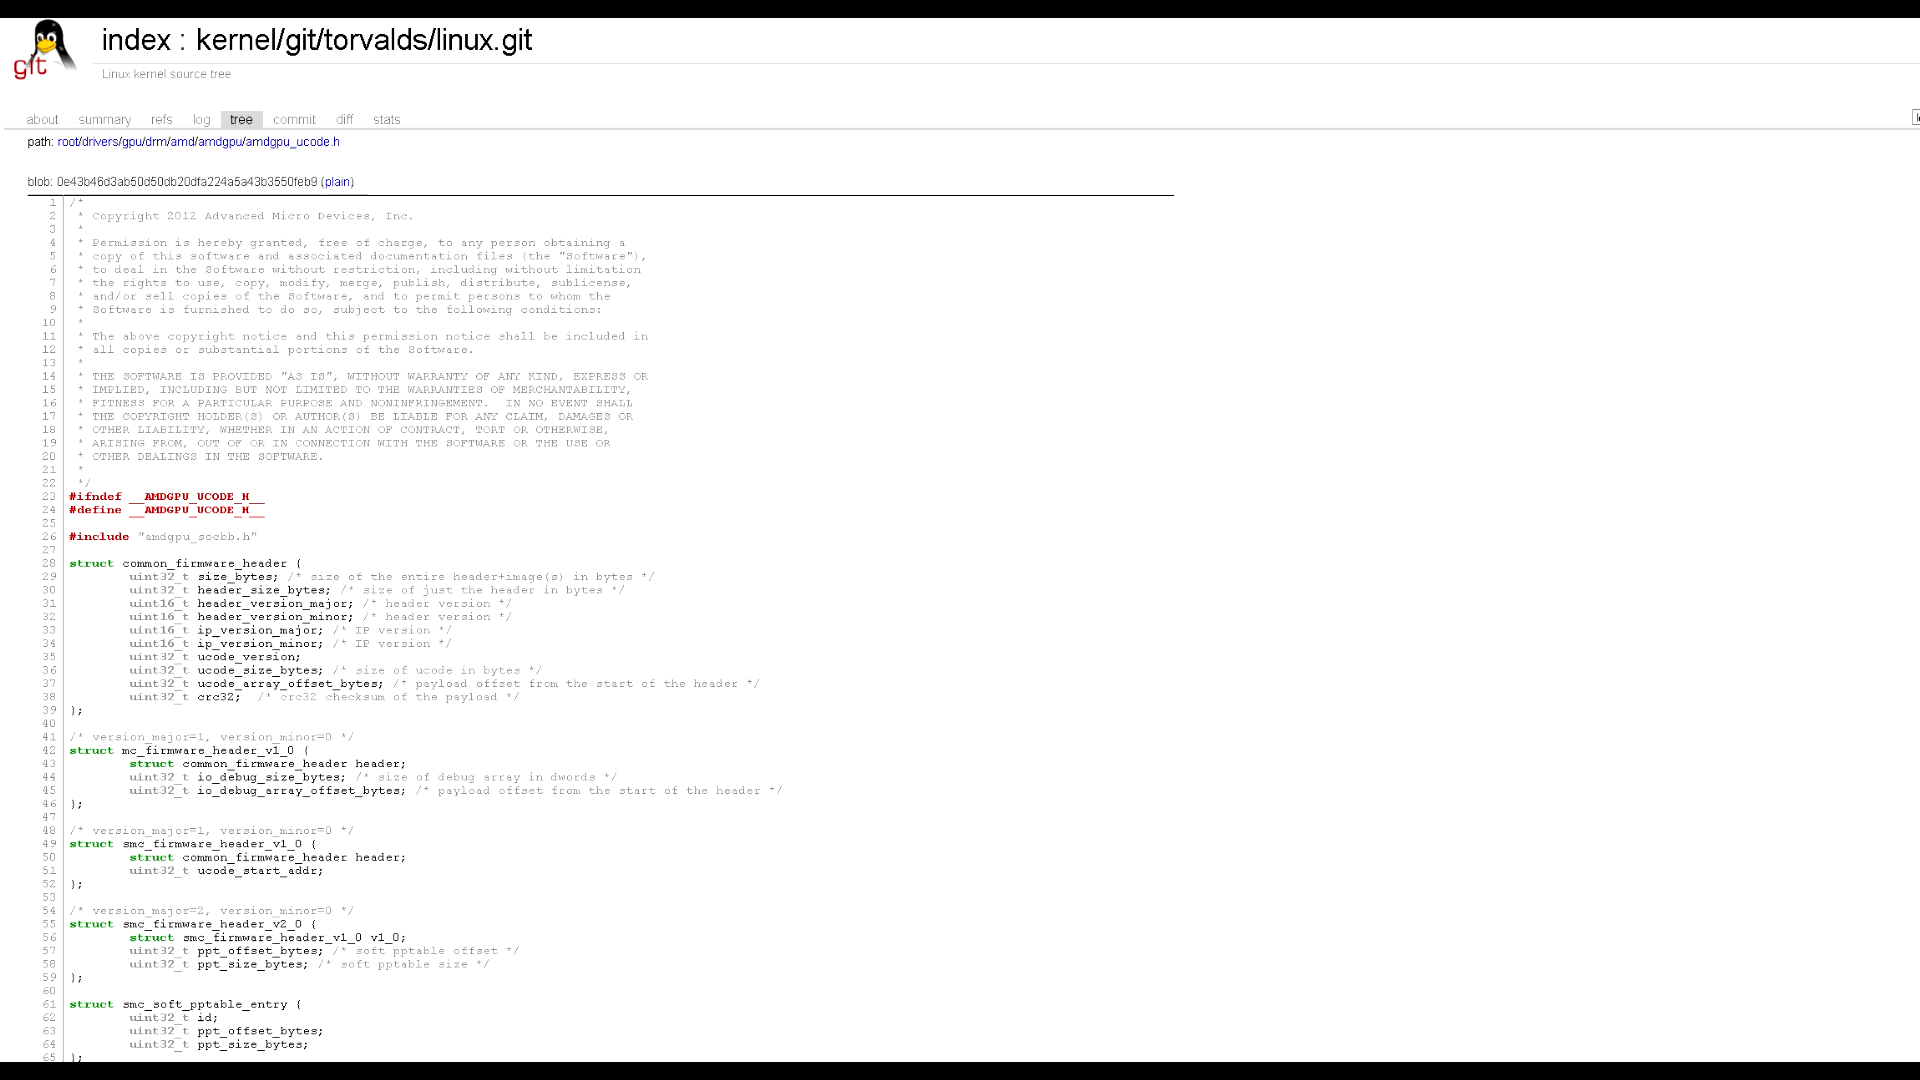 git
index : kernel/git/torvalds/linux.git
Linux kernel source tree
about summary refs log tree commit diff stats
path: root/drivers/gpu/drm/amd/amdgpu/amdgpu_ucode.h
blob: 0e43b46d3ab50d50db20dfa224a5a43b3550feb9 (plain)
1 /*
2  * Copyright 2012 Advanced Micro Devices, Inc.
3  *
4  * Permission is hereby granted, free of charge, to any person obtaining a
5  * copy of this software and associated documentation files (the "Software"),
6  * to deal in the Software without restriction, including without limitation
7  * the rights to use, copy, modify, merge, publish, distribute, sublicense,
8  * and/or sell copies of the Software, and to permit persons to whom the
9  * Software is furnished to do so, subject to the following conditions:
10  *
11  * The above copyright notice and this permission notice shall be included in
12  * all copies or substantial portions of the Software.
13  *
14  * THE SOFTWARE IS PROVIDED "AS IS", WITHOUT WARRANTY OF ANY KIND, EXPRESS OR
15  * IMPLIED, INCLUDING BUT NOT LIMITED TO THE WARRANTIES OF MERCHANTABILITY,
16  * FITNESS FOR A PARTICULAR PURPOSE AND NONINFRINGEMENT.  IN NO EVENT SHALL
17  * THE COPYRIGHT HOLDER(S) OR AUTHOR(S) BE LIABLE FOR ANY CLAIM, DAMAGES OR
18  * OTHER LIABILITY, WHETHER IN AN ACTION OF CONTRACT, TORT OR OTHERWISE,
19  * ARISING FROM, OUT OF OR IN CONNECTION WITH THE SOFTWARE OR THE USE OR
20  * OTHER DEALINGS IN THE SOFTWARE.
21  *
22  */
23 #ifndef __AMDGPU_UCODE_H__
24 #define __AMDGPU_UCODE_H__
25
26 #include "amdgpu_socbb.h"
27
28 struct common_firmware_header {
29         uint32_t size_bytes; /* size of the entire header+image(s) in bytes */
30         uint32_t header_size_bytes; /* size of just the header in bytes */
31         uint16_t header_version_major; /* header version */
32         uint16_t header_version_minor; /* header version */
33         uint16_t ip_version_major; /* IP version */
34         uint16_t ip_version_minor; /* IP version */
35         uint32_t ucode_version;
36         uint32_t ucode_size_bytes; /* size of ucode in bytes */
37         uint32_t ucode_array_offset_bytes; /* payload offset from the start of the header */
38         uint32_t crc32;  /* crc32 checksum of the payload */
39 };
40
41 /* version_major=1, version_minor=0 */
42 struct mc_firmware_header_v1_0 {
43         struct common_firmware_header header;
44         uint32_t io_debug_size_bytes; /* size of debug array in dwords */
45         uint32_t io_debug_array_offset_bytes; /* payload offset from the start of the header */
46 };
47
48 /* version_major=1, version_minor=0 */
49 struct smc_firmware_header_v1_0 {
50         struct common_firmware_header header;
51         uint32_t ucode_start_addr;
52 };
53
54 /* version_major=2, version_minor=0 */
55 struct smc_firmware_header_v2_0 {
56         struct smc_firmware_header_v1_0 v1_0;
57         uint32_t ppt_offset_bytes; /* soft pptable offset */
58         uint32_t ppt_size_bytes; /* soft pptable size */
59 };
60
61 struct smc_soft_pptable_entry {
62         uint32_t id;
63         uint32_t ppt_offset_bytes;
64         uint32_t ppt_size_bytes;
65 };